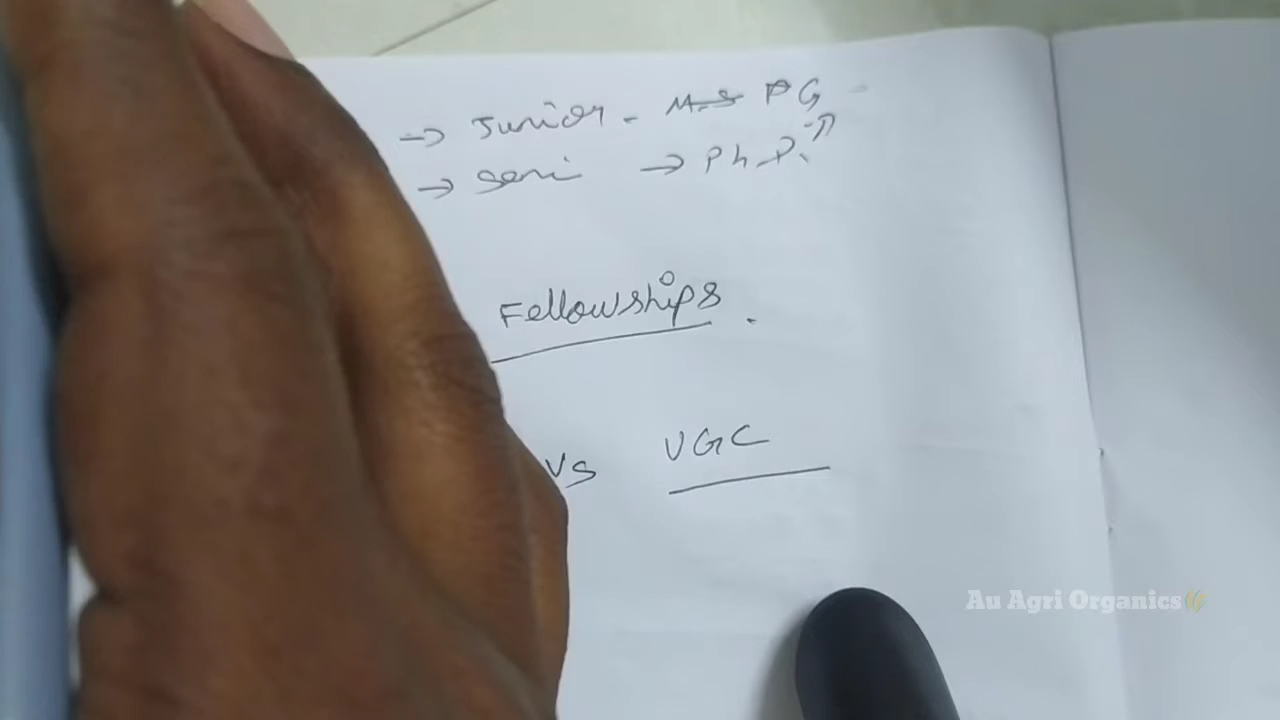 → Junior - M.S PG
→ Seni → Ph.D.
Fellowships.
Vs UGC
Au Agri Organics